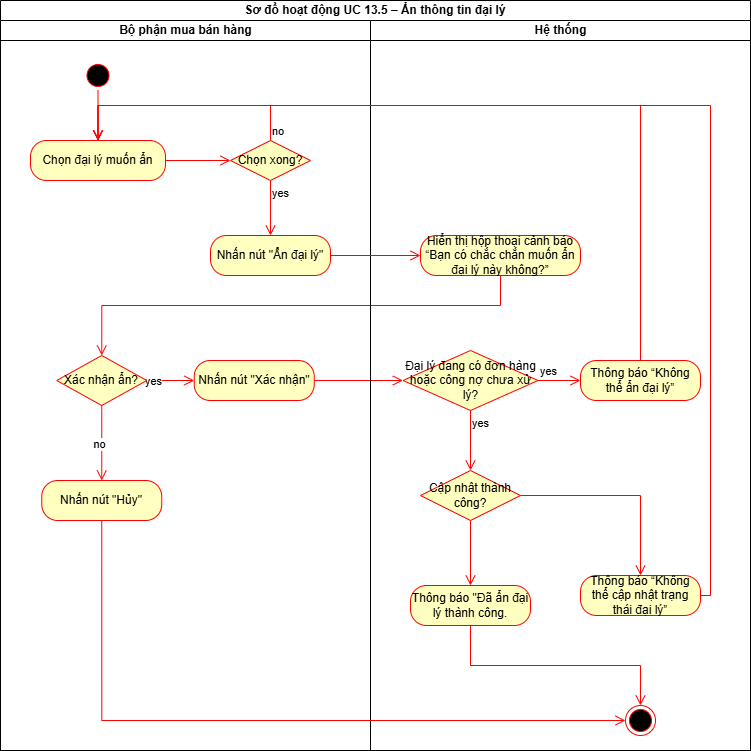 Sơ đồ hoạt động UC 13.5 – Ẩn thông tin đại lý
Bộ phận mua bán hàng
Hệ thống
no
Chọn đại lý muốn ẩn
Chọn xong?
yes
Nhấn nút "Ẩn đại lý"
Hiển thị hộp thoại cảnh báo
“Bạn có chắc chắn muốn ẩn
đại lý này không?”
Xác nhận ẩn?
yes
Nhấn nút "Xác nhận"
Đại lý đang có đơn hàng
hoặc công nợ chưa xử
lý?
yes
Thông báo “Không
thể ẩn đại lý”
yes
no
Nhấn nút "Hủy"
Cập nhật thành
công?
Thông báo "Đã ẩn đại
lý thành công.
Thông báo “Không
thể cập nhật trạng
thái đại lý”